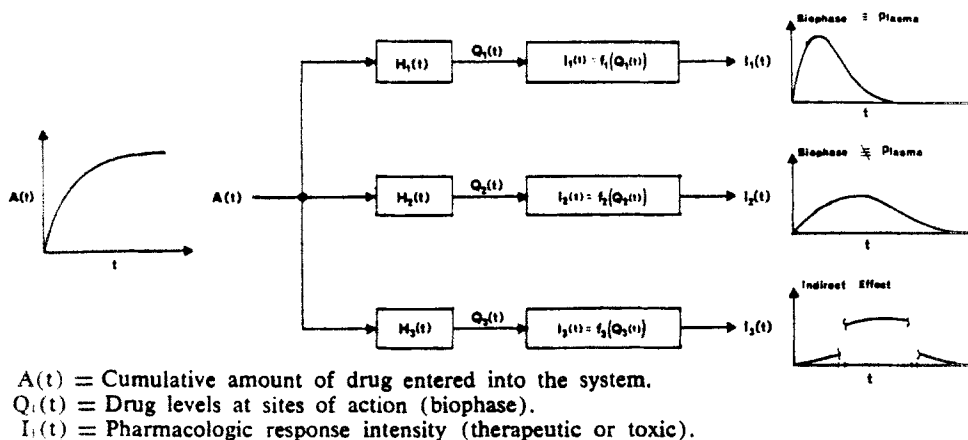 Biophase ≡ Plasma
H₁(t)
Q₁(t)
I₁(t) = f₁(Q₁(t))
I₁(t)
t
A(t)
t
A(t)
Biophase ≢ Plasma
H₂(t)
Q₂(t)
I₂(t) = f₂(Q₂(t))
I₂(t)
t
Indirect Effect
H₃(t)
Q₃(t)
I₃(t) = f₃(Q₃(t))
I₃(t)
t
A(t) = Cumulative amount of drug entered into the system.
Qᵢ(t) = Drug levels at sites of action (biophase).
Iᵢ(t) = Pharmacologic response intensity (therapeutic or toxic).